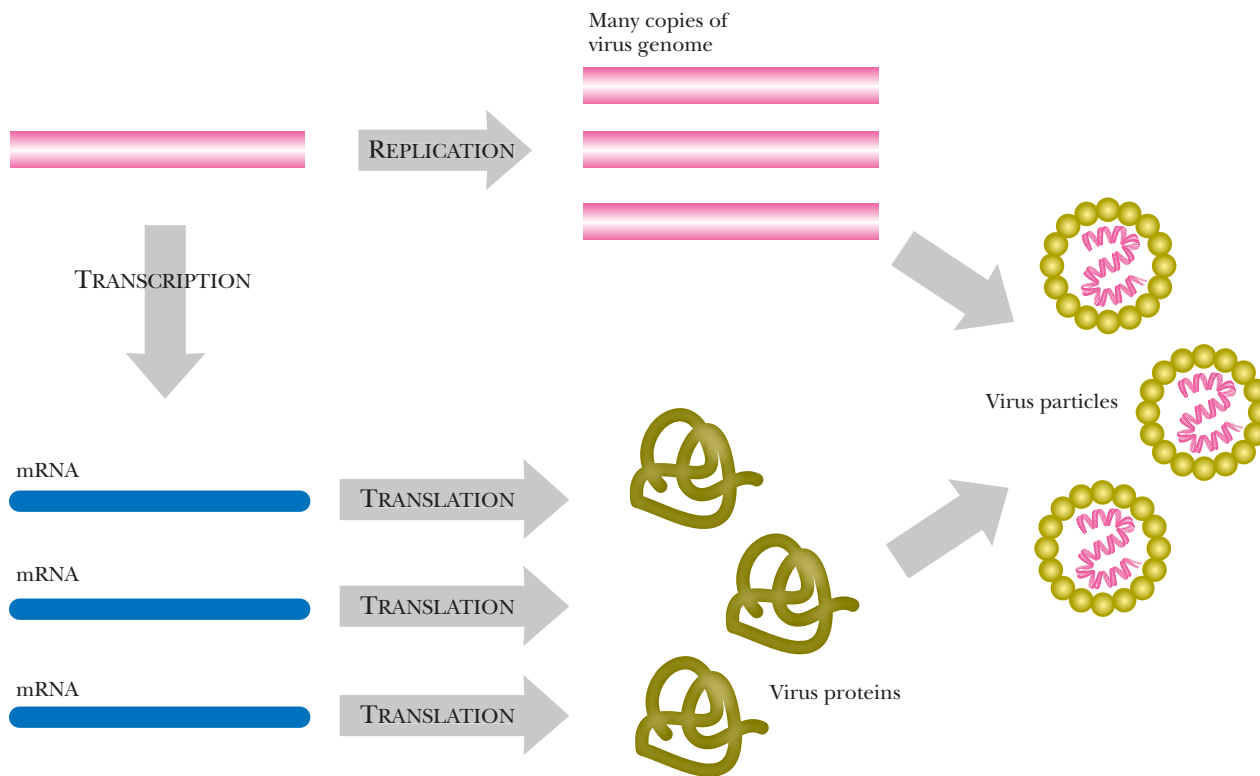 Many copies of
virus genome
REPLICATION
TRANSCRIPTION
Virus particles
mRNA
TRANSLATION
mRNA
TRANSLATION
mRNA
TRANSLATION
Virus proteins